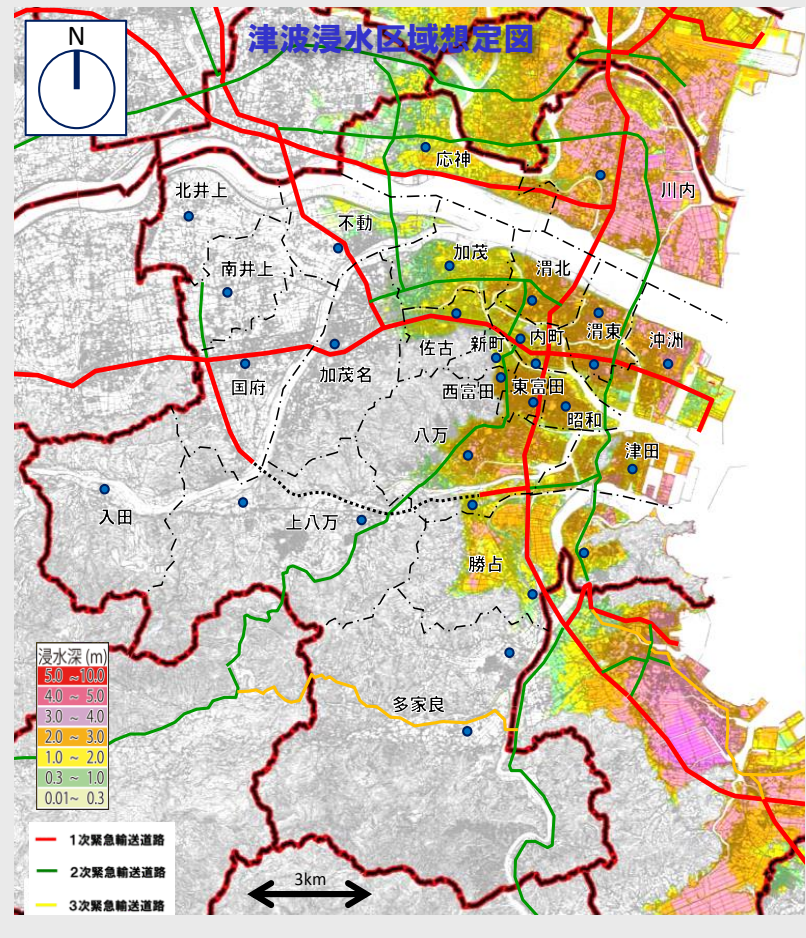 津波浸水区域想定図
N
応神
北井上
川内
不動
加茂
渭北
南井上
内町
渭東
沖洲
佐古
新町
加茂名
国府
西富田
東富田
昭和
八万
津田
入田
上八万
勝占
多家良
浸水深(m)
5.0 ~10.0
4.0 ~ 5.0
3.0 ~ 4.0
2.0 ~ 3.0
1.0 ~ 2.0
0.3 ~ 1.0
0.01~ 0.3
1次緊急輸送道路
2次緊急輸送道路
3次緊急輸送道路
3km